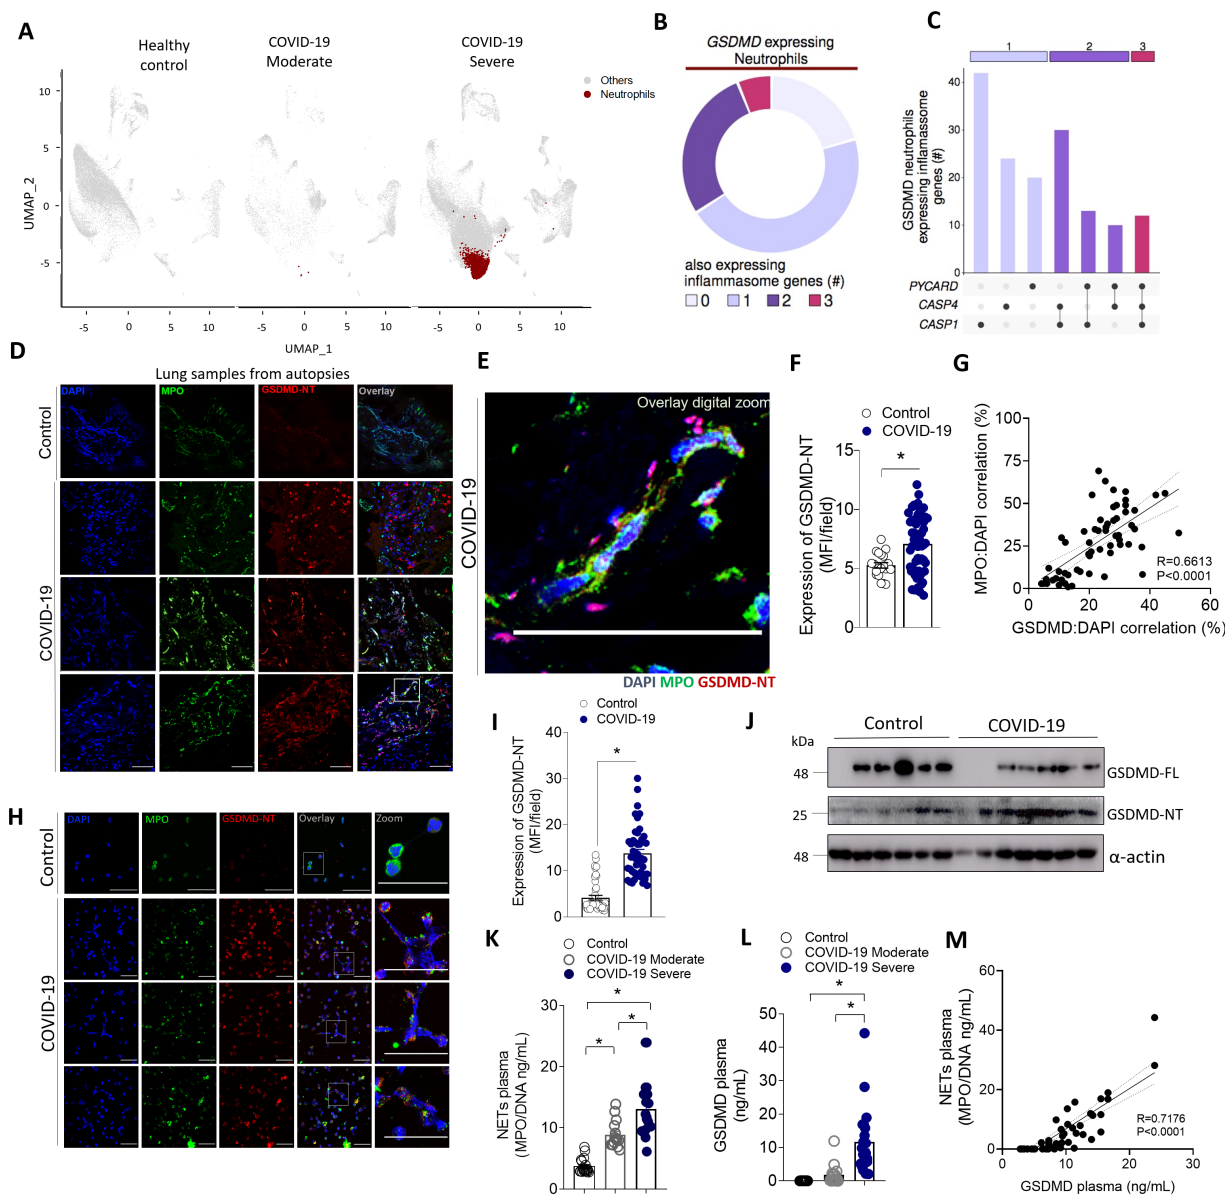 A
Healthy
control
COVID-19
Moderate
COVID-19
Severe
Others
Neutrophils
UMAP_2
10
5
0
-5
-5
0
5
10
-5
0
5
10
-5
0
5
10
UMAP_1
B
GSDMD expressing
Neutrophils
also expressing
inflammasome genes (#)
0
1
2
3
C
1
2
3
GSDMD neutrophils
expressing inflamassome
genes (#)
40
30
20
10
0
PYCARD
CASP4
CASP1
D
Lung samples from autopsies
DAPI
MPO
GSDMD-NT
Overlay
Control
COVID-19
E
Overlay digital zoom
COVID-19
DAPI MPO GSDMD-NT
F
Control
COVID-19
Expression of GSDMD-NT
(MFI/field)
15
10
5
0
*
G
MPO:DAPI correlation (%)
100
75
50
25
0
R=0.6613
P<0.0001
0
20
40
60
GSDMD:DAPI correlation (%)
H
DAPI
MPO
GSDMD-NT
Overlay
Zoom
Control
COVID-19
I
Control
COVID-19
Expression of GSDMD-NT
(MFI/field)
40
30
20
10
0
*
J
Control
COVID-19
kDa
48
GSDMD-FL
25
GSDMD-NT
48
α-actin
K
Control
COVID-19 Moderate
COVID-19 Severe
NETs plasma
(MPO/DNA ng/mL)
30
20
10
0
*
*
*
L
Control
COVID-19 Moderate
COVID-19 Severe
GSDMD plasma
(ng/mL)
50
40
30
20
10
0
*
*
M
NETs plasma
(MPO/DNA ng/mL)
60
40
20
0
R=0.7176
P<0.0001
0
10
20
30
GSDMD plasma (ng/mL)